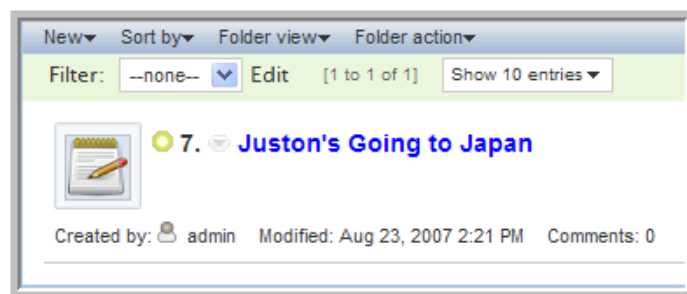 New▾ Sort by▾ Folder view▾ Folder action▾
Filter: --none-- Edit [1 to 1 of 1] Show 10 entries ▾
7. Juston's Going to Japan
Created by: admin Modified: Aug 23, 2007 2:21 PM Comments: 0